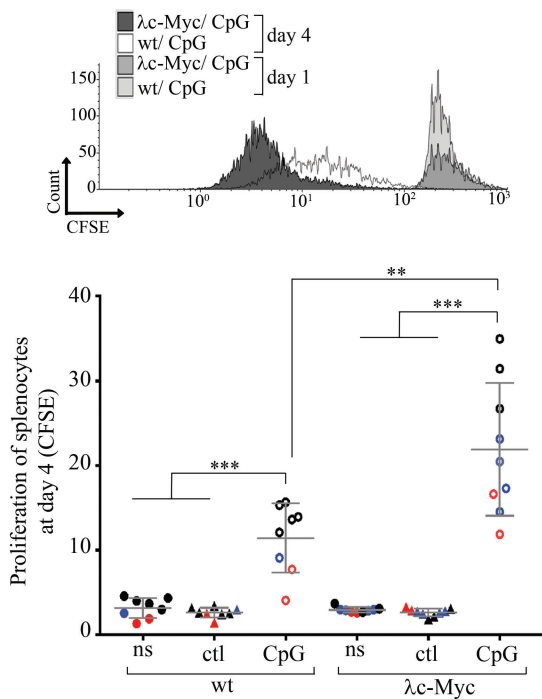 λc-Myc/ CpG
wt/ CpG
day 4
λc-Myc/ CpG
wt/ CpG
day 1
150
100
50
0
Count
CFSE
10⁰ 10¹ 10² 10³
** 
***
***
40
30
20
10
0
Proliferation of splenocytes
at day 4 (CFSE)
ns ctl CpG ns ctl CpG
wt λc-Myc